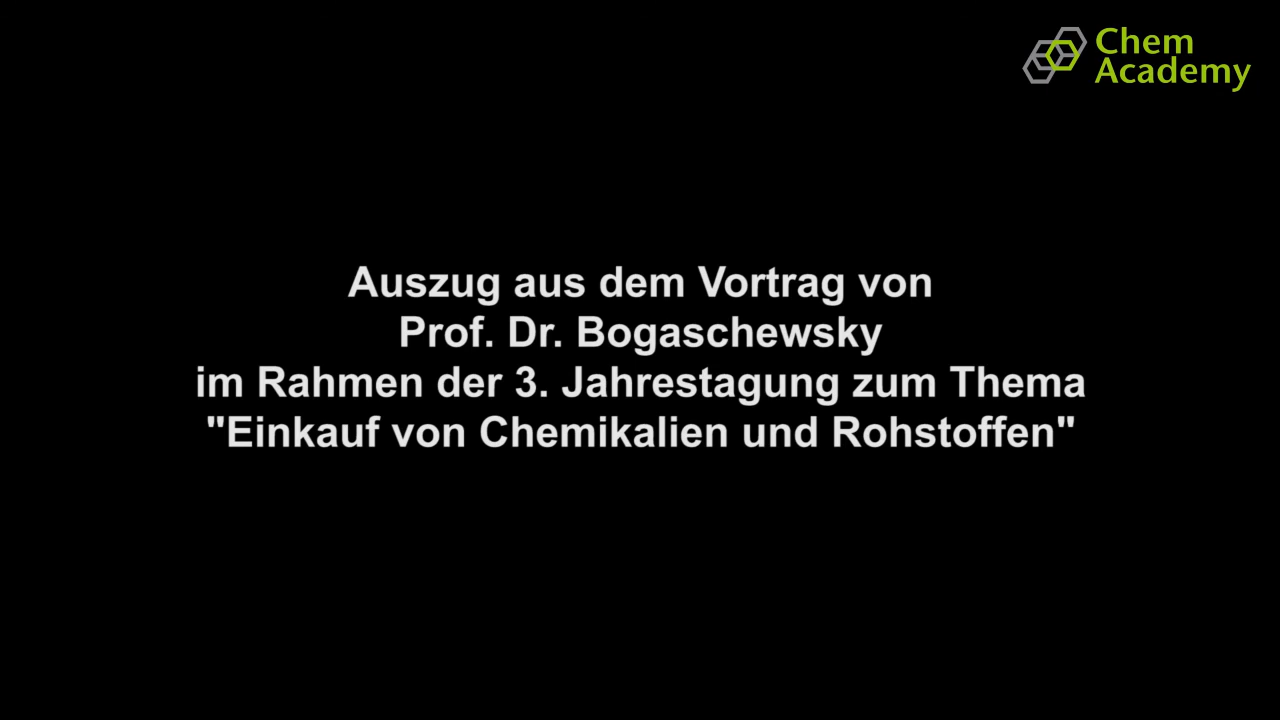 Chem
Academy
Auszug aus dem Vortrag von
Prof. Dr. Bogaschewsky
im Rahmen der 3. Jahrestagung zum Thema
"Einkauf von Chemikalien und Rohstoffen"